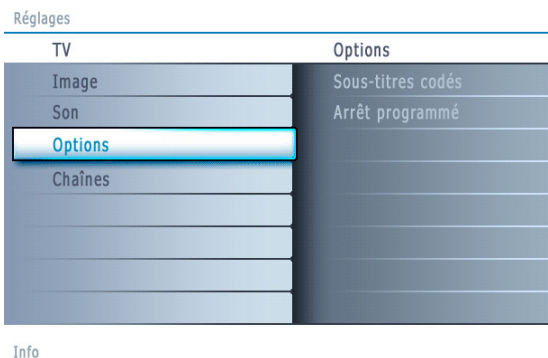 Réglages
TV
Options
Image
Sous-titres codés
Son
Arrêt programmé
Options
Chaînes
Info